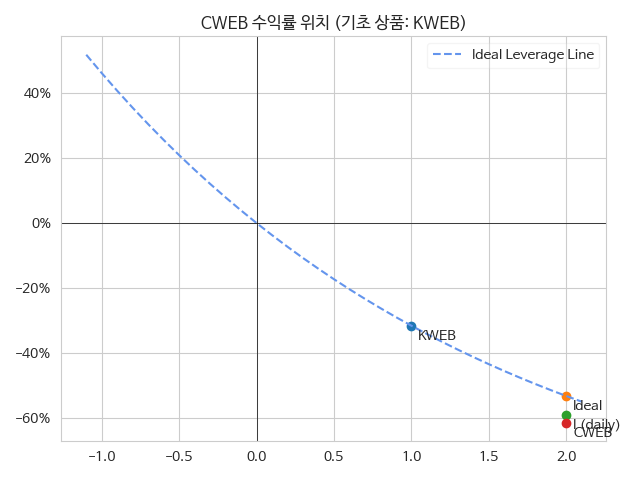 CWEB 수익률 위치 (기초 상품: KWEB)
Ideal Leverage Line
40%
20%
0%
−20%
−40%
−60%
KWEB
Ideal
(daily)
CWEB
−1.0
−0.5
0.0
0.5
1.0
1.5
2.0